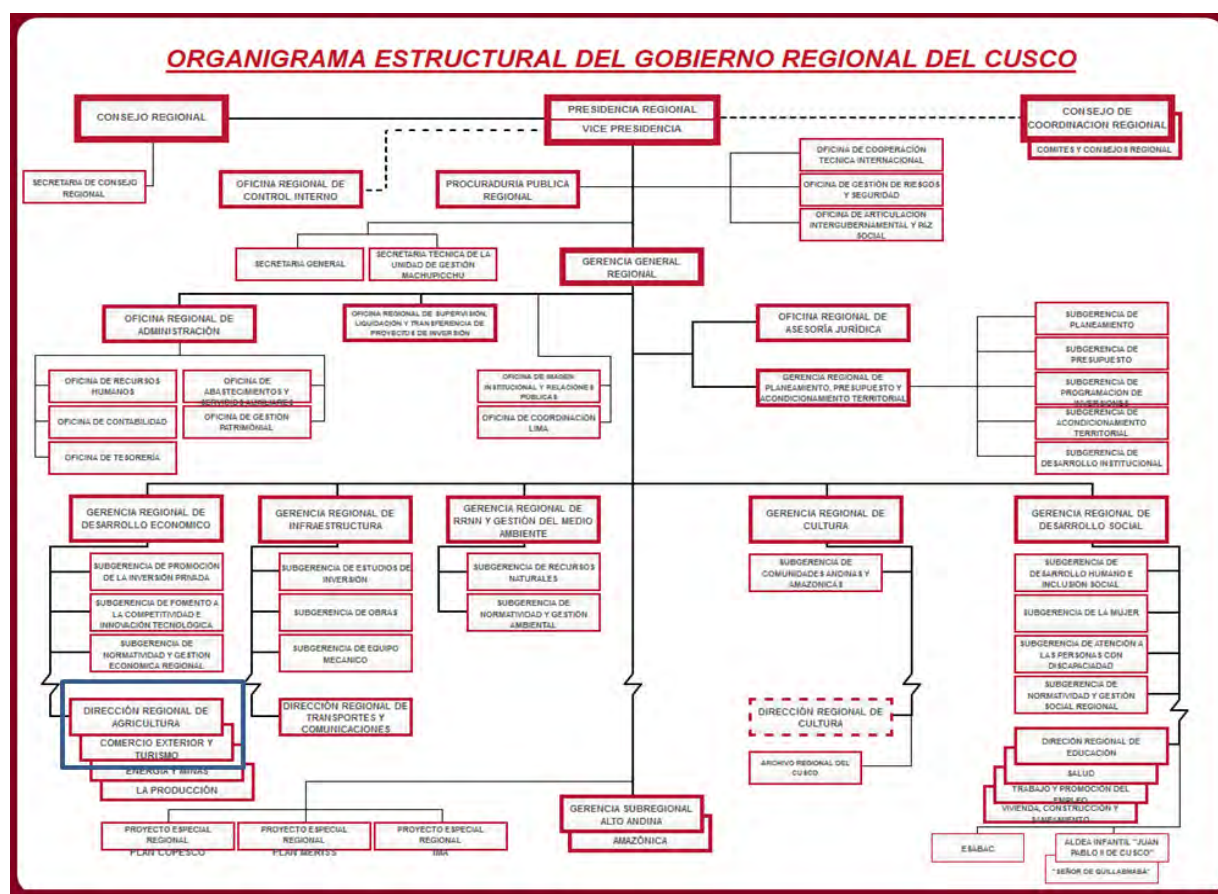 ORGANIGRAMA ESTRUCTURAL DEL GOBIERNO REGIONAL DEL CUSCO
CONSEJO REGIONAL
PRESIDENCIA REGIONAL
VICE PRESIDENCIA
CONSEJO DE
COORDINACION REGIONAL
COMITES Y CONSEJOS REGIONAL
SECRETARIA DE CONSEJO
REGIONAL
OFICINA REGIONAL DE
CONTROL INTERNO
PROCURADURÍA PUBLICA
REGIONAL
OFICINA DE COOPERACIÓN
TECNICA INTERNACIONAL
OFICINA DE GESTIÓN DE RIESGOS
Y SEGURIDAD
OFICINA DE ARTICULACION
INTERGUBERNAMENTAL Y PAZ
SOCIAL
SECRETARIA GENERAL
SECRETARIA TECNICA DE LA
UNIDAD DE GESTIÓN
MACHUPICCHU
GERENCIA GENERAL
REGIONAL
OFICINA REGIONAL DE
ADMINISTRACIÓN
OFICINA REGIONAL DE SUPERVISIÓN,
LIQUIDACIÓN Y TRANSFERENCIA DE
PROYECTOS DE INVERSIÓN
OFICINA REGIONAL DE
ASESORÍA JURÍDICA
SUBGERENCIA DE
PLANEAMIENTO
SUBGERENCIA DE
PRESUPUESTO
OFICINA DE RECURSOS
HUMANOS
OFICINA DE
ABASTECIMIENTOS Y
SERVICIOS AUXILIARES
OFICINA DE IMAGEN
INSTITUCIONAL Y RELACIONES
PÚBLICAS
GERENCIA REGIONAL DE
PLANEAMIENTO, PRESUPUESTO Y
ACONDICIONAMIENTO TERRITORIAL
SUBGERENCIA DE
PROGRAMACION DE
INVERSIONES
OFICINA DE CONTABILIDAD
OFICINA DE GESTIÓN
PATRIMONIAL
OFICINA DE COORDINACIÓN
LIMA
SUBGERENCIA DE
ACONDICIONAMIENTO
TERRITORIAL
OFICINA DE TESORERÍA
SUBGERENCIA DE
DESARROLLO INSTITUCIONAL
GERENCIA REGIONAL DE
DESARROLLO ECONOMICO
GERENCIA REGIONAL DE
INFRAESTRUCTURA
GERENCIA REGIONAL DE
RRNN Y GESTIÓN DEL MEDIO
AMBIENTE
GERENCIA REGIONAL DE
CULTURA
GERENCIA REGIONAL DE
DESARROLLO SOCIAL
SUBGERENCIA DE PROMOCIÓN
DE LA INVERSIÓN PRIVADA
SUBGERENCIA DE ESTUDIOS DE
INVERSIÓN
SUBGERENCIA DE RECURSOS
NATURALES
SUBGERENCIA DE
COMUNIDADES ANDINAS Y
AMAZONICAS
SUBGERENCIA DE
DESARROLLO HUMANO E
INCLUSIÓN SOCIAL
SUBGERENCIA DE FOMENTO A
LA COMPETITIVIDAD E
INNOVACIÓN TECNOLÓGICA
SUBGERENCIA DE OBRAS
SUBGERENCIA DE
NORMATIVIDAD Y GESTIÓN
AMBIENTAL
SUBGERENCIA DE LA MUJER
SUBGERENCIA DE
NORMATIVIDAD Y GESTION
ECONOMICA REGIONAL
SUBGERENCIA DE EQUIPO
MECANICO
SUBGERENCIA DE ATENCIÓN A
LAS PERSONAS CON
DISCAPACIADAD
SUBGERENCIA DE
NORMATIVIDAD Y GESTIÓN
SOCIAL REGIONAL
DIRECCIÓN REGIONAL DE
AGRICULTURA
COMERCIO EXTERIOR Y
TURISMO
ENERGIA Y MINAS
LA PRODUCCIÓN
DIRECCIÓN REGIONAL DE
TRANSPORTES Y
COMUNICACIONES
DIRECCIÓN REGIONAL DE
CULTURA
ARCHIVO REGIONAL DEL
CUSCO
DIRECIÓN REGIONAL DE
EDUCACIÓN
SALUD
TRABAJO Y PROMOCIÓN DEL
EMPLEO
VIVIENDA, CONSTRUCCIÓN Y
SANEAMIENTO
PROYECTO ESPECIAL
REGIONAL
PLAN COPESCO
PROYECTO ESPECIAL
REGIONAL
PLAN MERISS
PROYECTO ESPECIAL
REGIONAL
IMA
GERENCIA SUBREGIONAL
ALTO ANDINA
AMAZÓNICA
ESABAC
ALDEA INFANTIL "JUAN
PABLO II DE CUSCO"
"SEÑOR DE QUILLABAMBA"